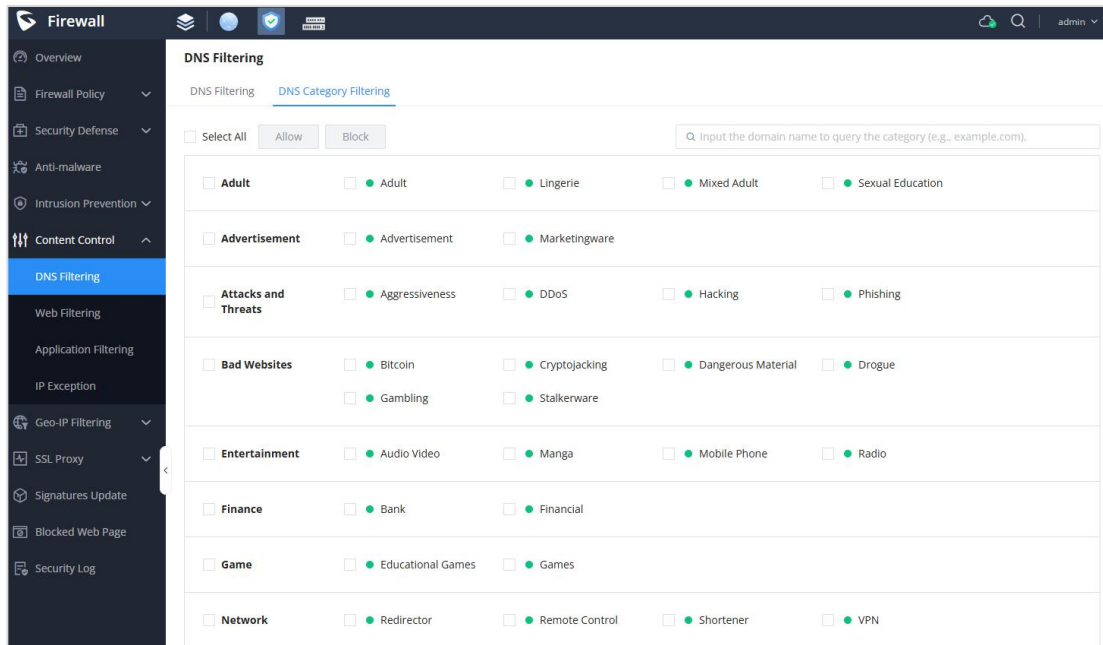 Firewall
admin
Overview
Firewall Policy
Security Defense
Anti-malware
Intrusion Prevention
Content Control
DNS Filtering
Web Filtering
Application Filtering
IP Exception
Geo-IP Filtering
SSL Proxy
Signatures Update
Blocked Web Page
Security Log
DNS Filtering
DNS Filtering DNS Category Filtering
Select All Allow Block Input the domain name to query the category (e.g., example.com).
Adult Adult Lingerie Mixed Adult Sexual Education
Advertisement Advertisement Marketingware
Attacks and Threats Aggressiveness DDoS Hacking Phishing
Bad Websites Bitcoin Cryptojacking Dangerous Material Drogue
Gambling Stalkerware
Entertainment Audio Video Manga Mobile Phone Radio
Finance Bank Financial
Game Educational Games Games
Network Redirector Remote Control Shortener VPN